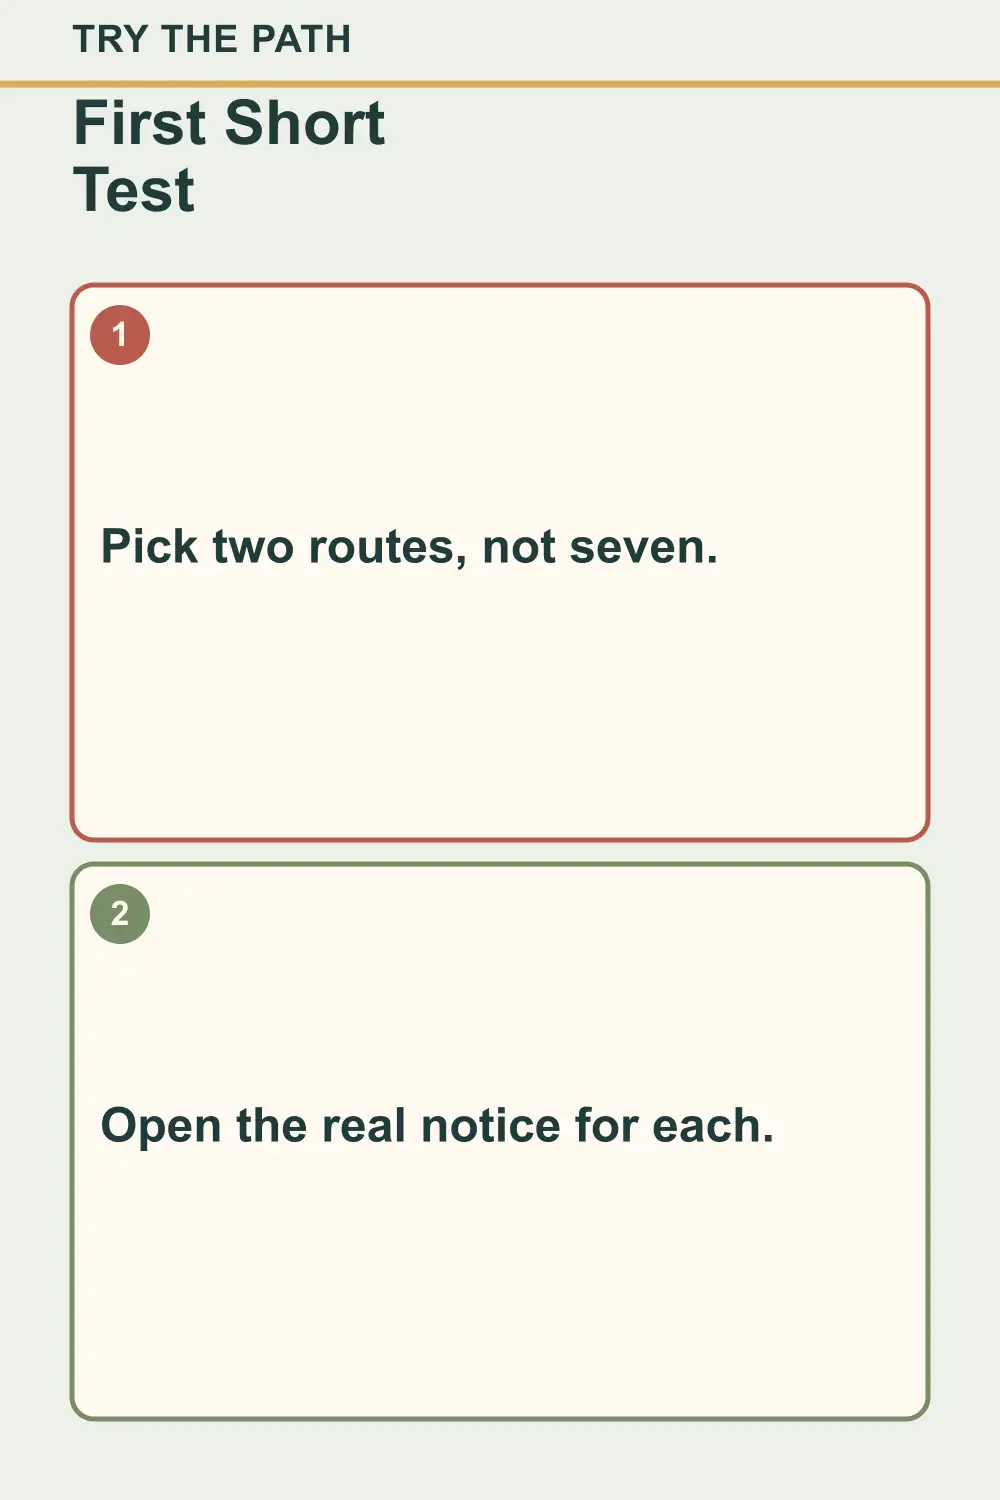 TRY THE PATH
First Short
Test
1
Pick two routes, not seven.
2
Open the real notice for each.